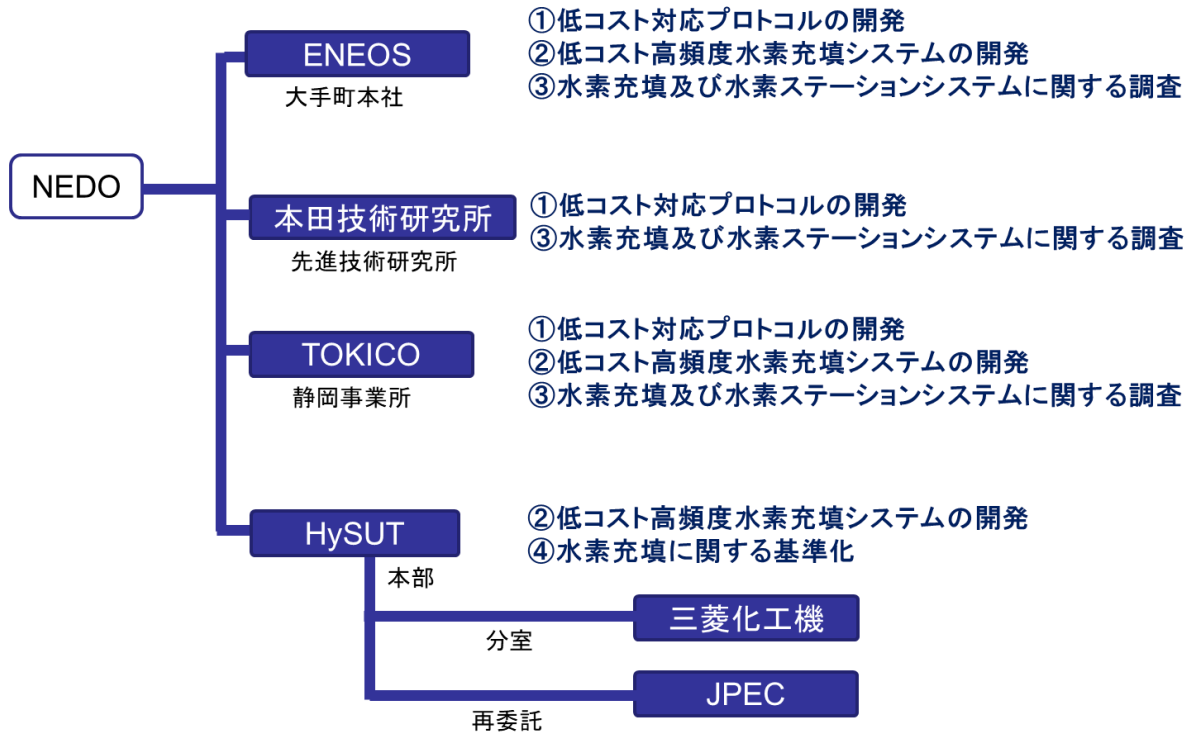 NEDO
ENEOS
大手町本社
①低コスト対応プロトコルの開発
②低コスト高頻度水素充填システムの開発
③水素充填及び水素ステーションシステムに関する調査
本田技術研究所
先進技術研究所
①低コスト対応プロトコルの開発
③水素充填及び水素ステーションシステムに関する調査
TOKICO
静岡事業所
①低コスト対応プロトコルの開発
②低コスト高頻度水素充填システムの開発
③水素充填及び水素ステーションシステムに関する調査
HySUT
本部
②低コスト高頻度水素充填システムの開発
④水素充填に関する基準化
分室
三菱化工機
再委託
JPEC